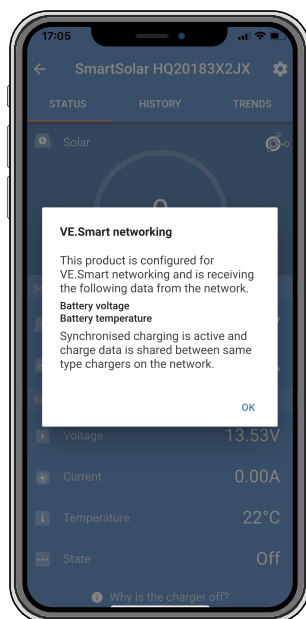 17:05
SmartSolar HQ20183X2JX
STATUS HISTORY TRENDS
Solar
VE.Smart networking
This product is configured for
VE.Smart networking and is receiving
the following data from the network.
Battery voltage
Battery temperature
Synchronised charging is active and
charge data is shared between same
type chargers on the network.
OK
Voltage 13.53V
Current 0.00A
Temperature 22°C
State Off
Why is the charger off?